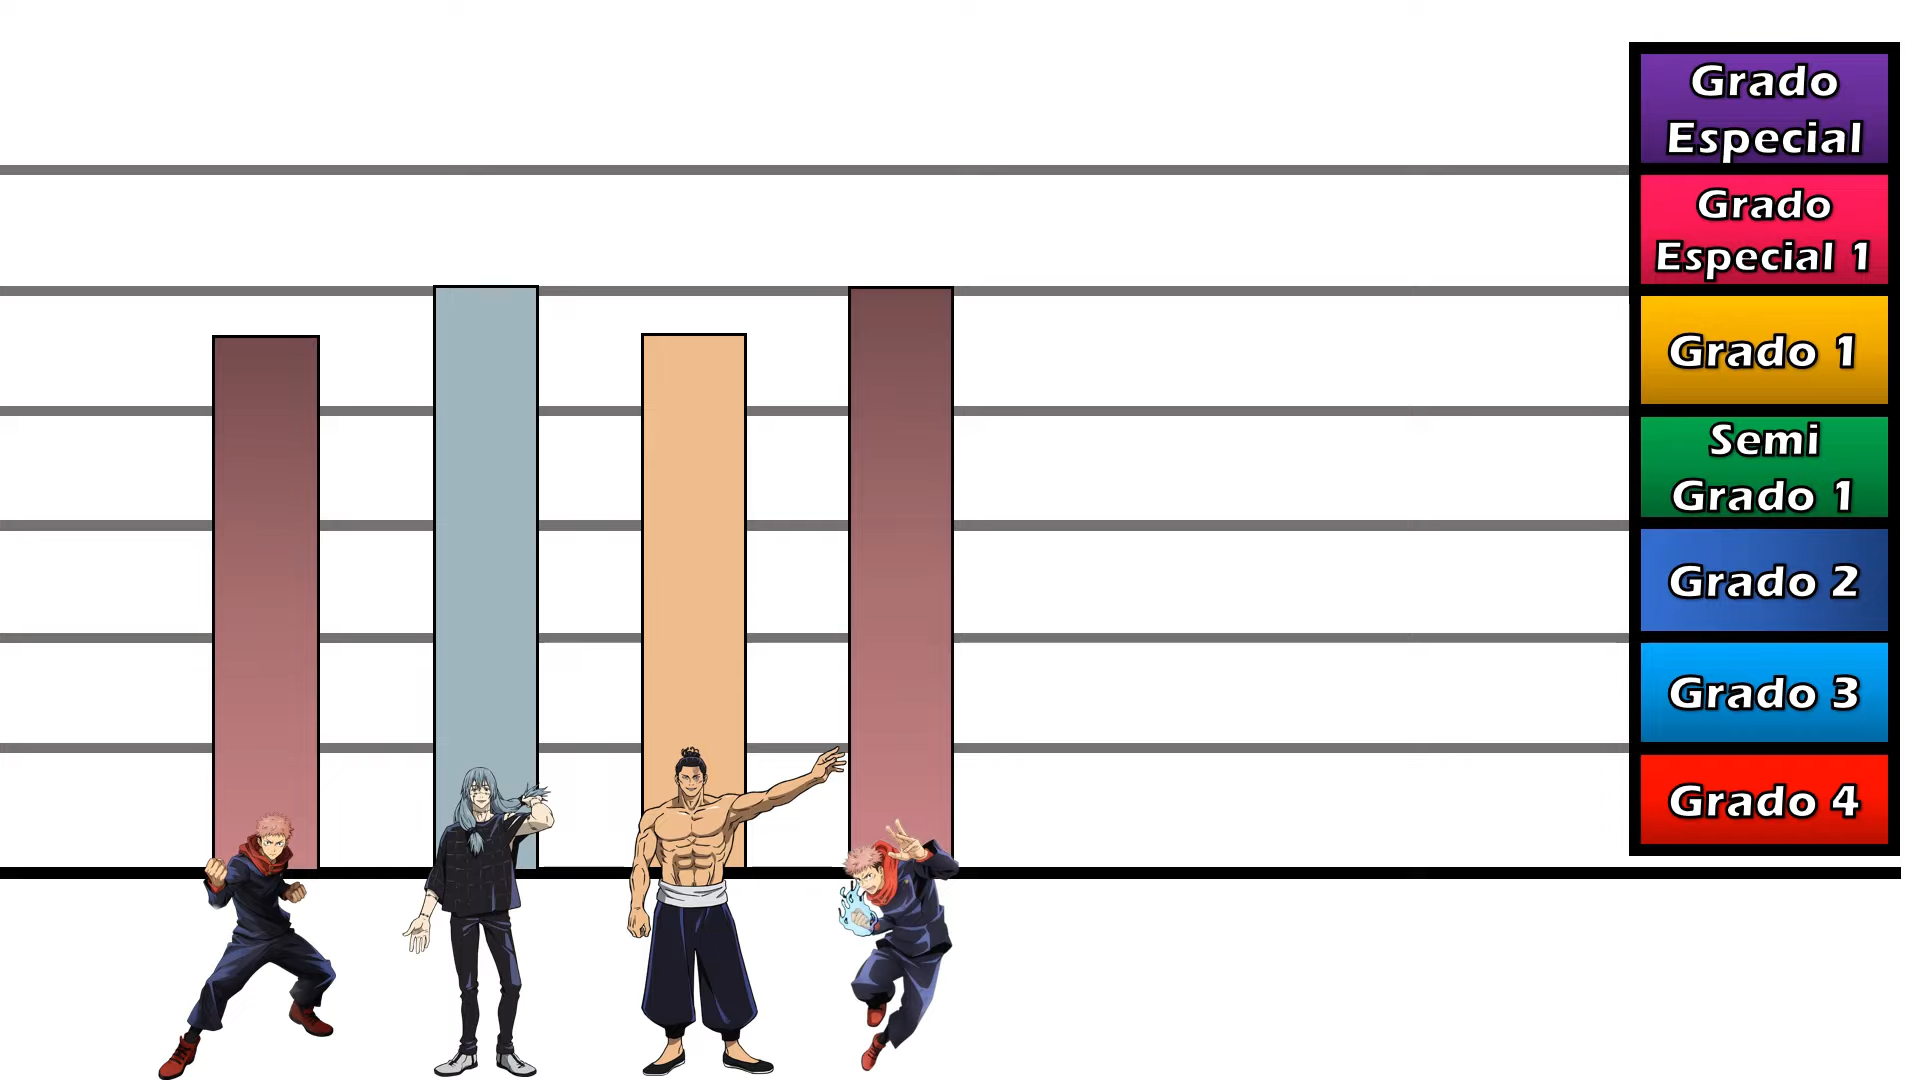 Grado
Especial
Grado
Especial 1
Grado 1
Semi
Grado 1
Grado 2
Grado 3
Grado 4